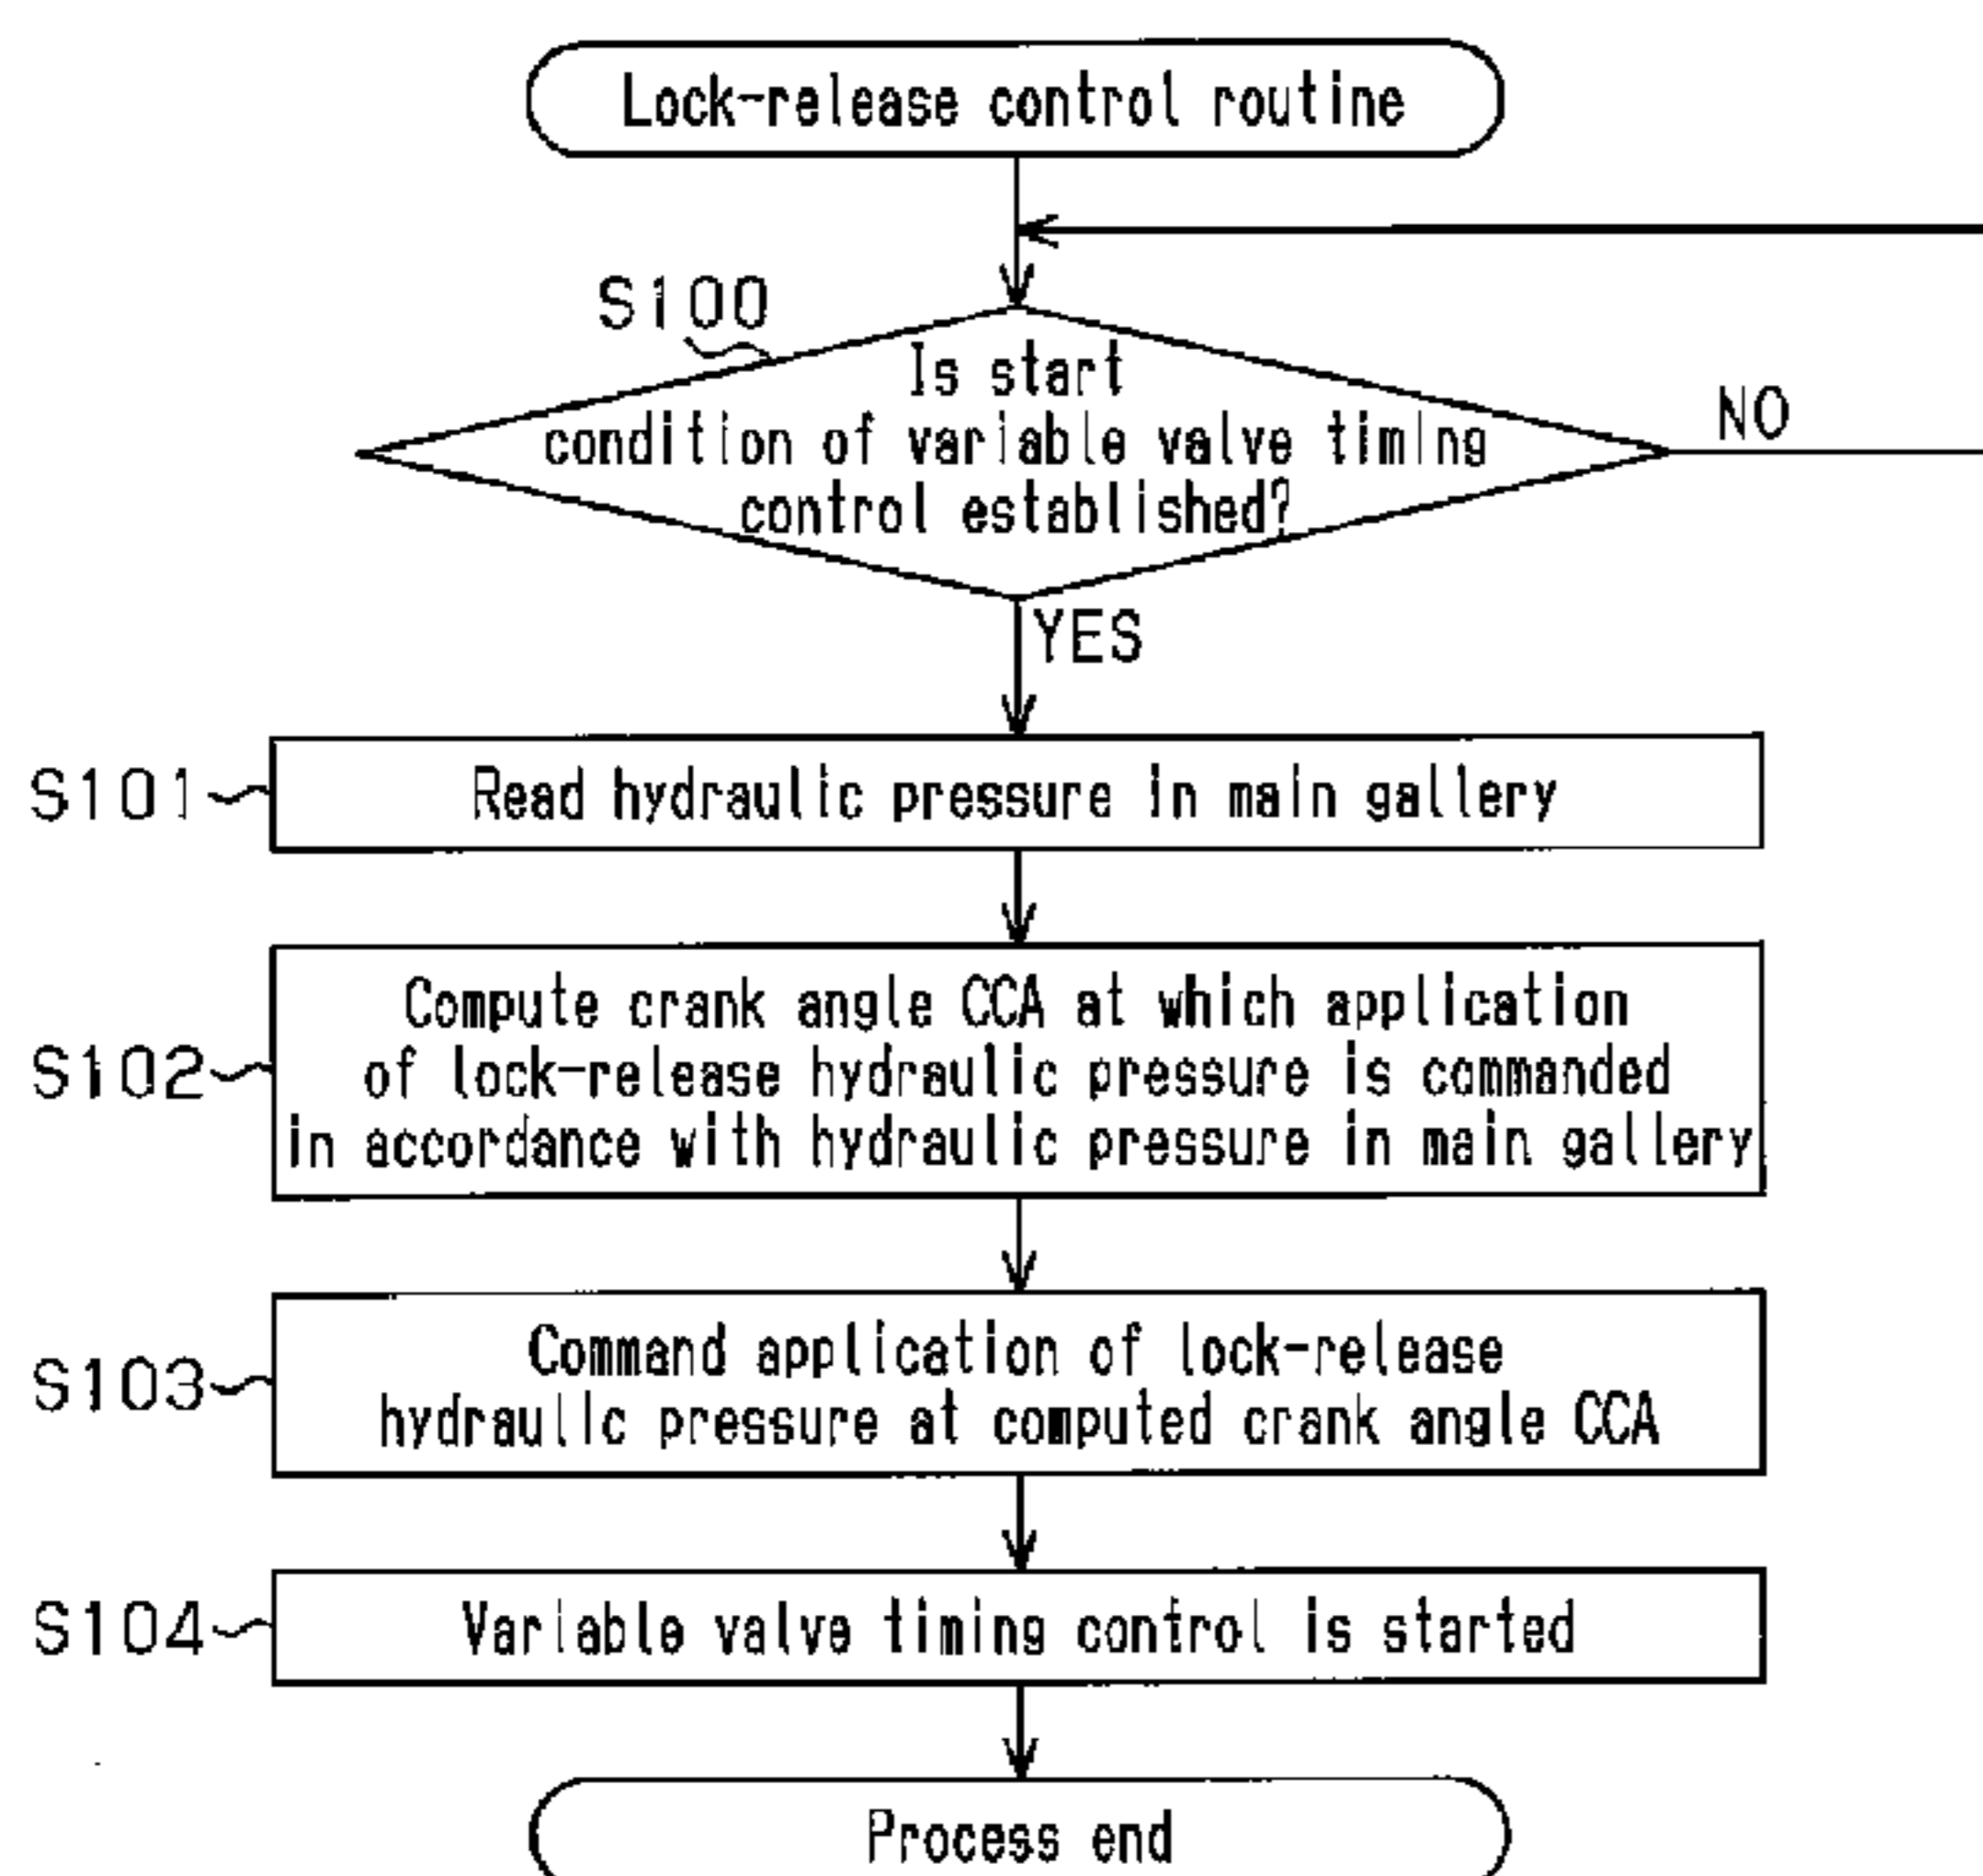 Lock-release control routine
S100
Is start
condition of variable valve timing
control established?
NO
YES
S101
Read hydraulic pressure in main gallery
S102
Compute crank angle CCA at which application
of lock-release hydraulic pressure is commanded
in accordance with hydraulic pressure in main gallery
S103
Command application of lock-release
hydraulic pressure at computed crank angle CCA
S104
Variable valve timing control is started
Process end